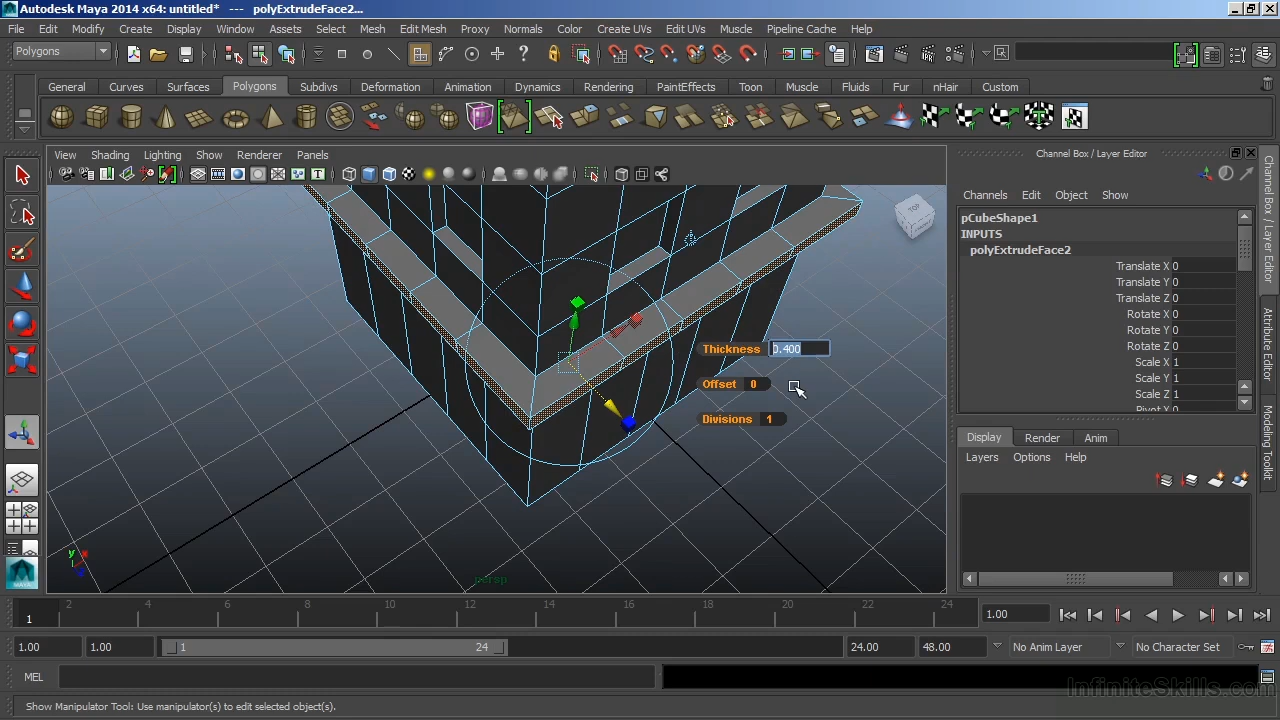 Autodesk Maya 2014 x64: untitled* --- polyExtrudeFace2...
File Edit Modify Create Display Window Assets Select Mesh Edit Mesh Proxy Normals Color Create UVs Edit UVs Muscle Pipeline Cache Help
Polygons
General Curves Surfaces Polygons Subdivs Deformation Animation Dynamics Rendering PaintEffects Toon Muscle Fluids Fur nHair Custom
View Shading Lighting Show Renderer Panels
Channel Box / Layer Editor
Channels Edit Object Show
pCubeShape1
INPUTS
polyExtrudeFace2
Translate X 0
Translate Y 0
Translate Z 0
Rotate X 0
Rotate Y 0
Rotate Z 0
Scale X 1
Scale Y 1
Scale Z 1
Pivot X 0
Thickness 0.400
Offset 0
Divisions 1
TOP
persp
y
x
Display Render Anim
Layers Options Help
Channel Box / Layer Editor
Attribute Editor
Modeling Toolkit
MAYA
1 2 4 6 8 10 12 14 16 18 20 22 24
1.00
1.00 1.00 1 24 24.00 48.00 No Anim Layer No Character Set
MEL
Show Manipulator Tool: Use manipulator(s) to edit selected object(s).
InfiniteSkills.com